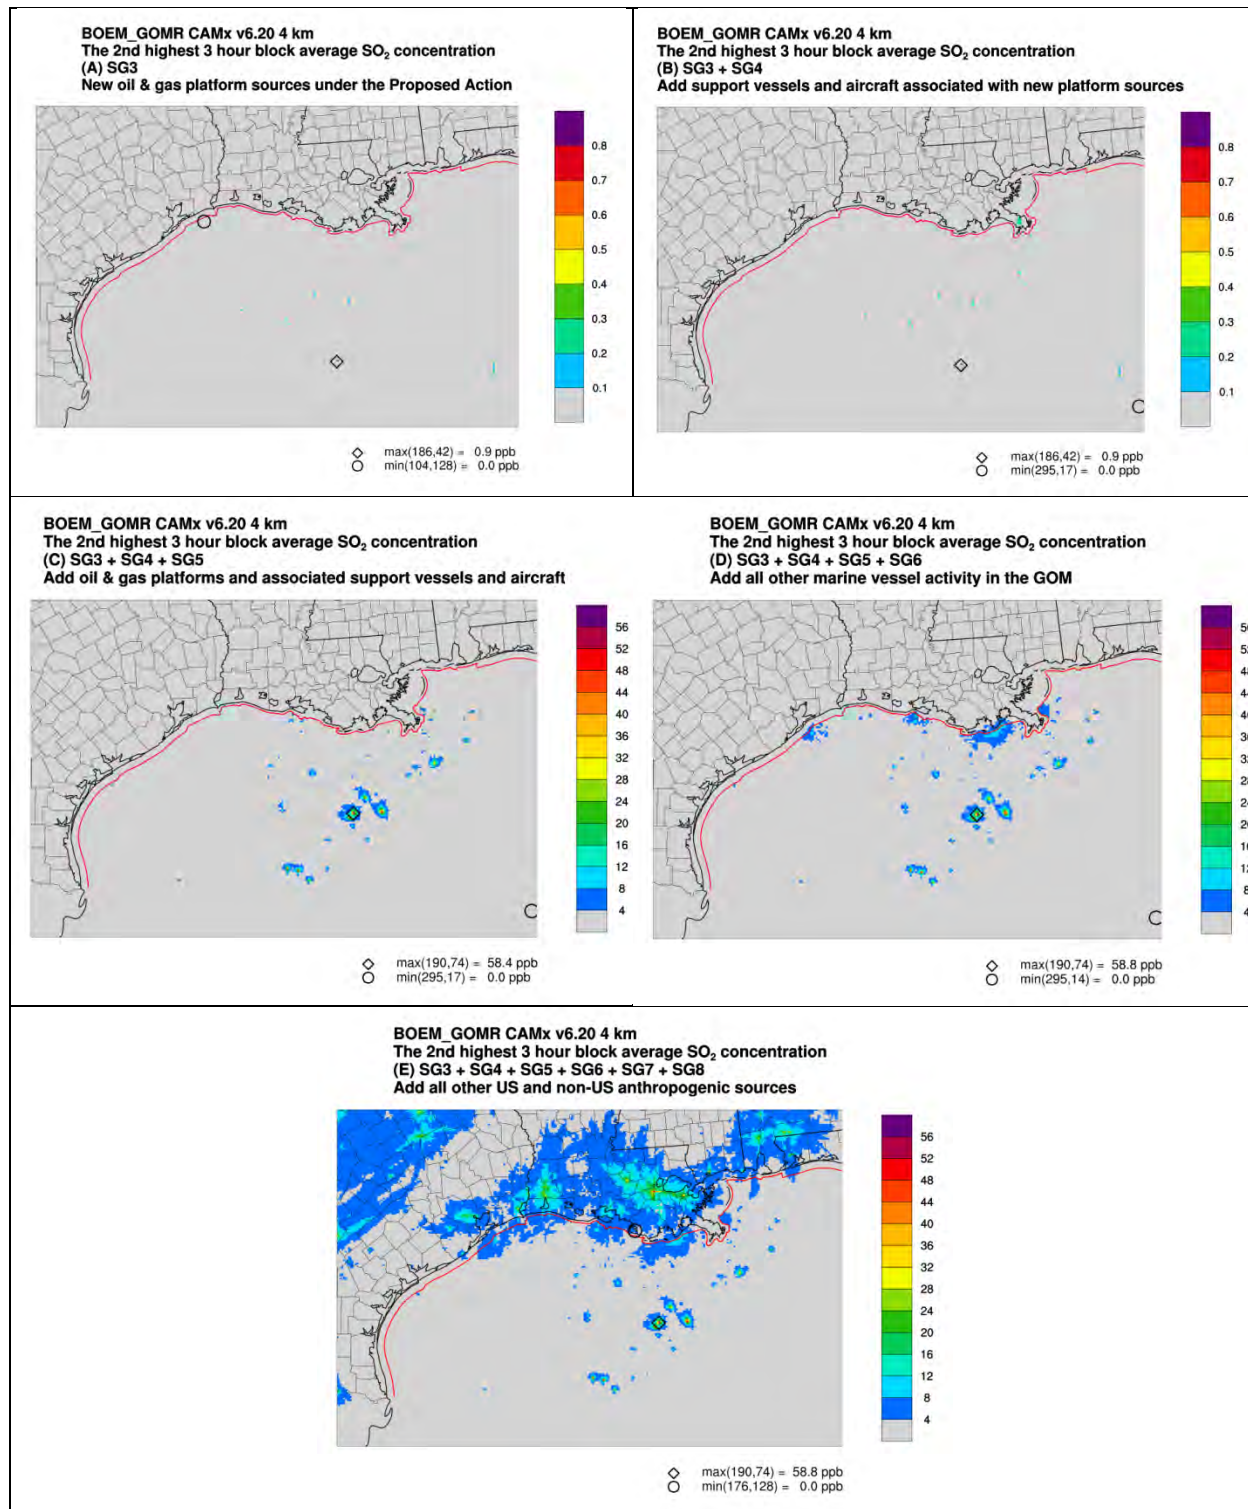 BOEM_GOMR CAMx v6.20 4 km
The 2nd highest 3 hour block average SO₂ concentration
(A) SG3
New oil & gas platform sources under the Proposed Action
0.8
0.7
0.6
0.5
0.4
0.3
0.2
0.1
max(186,42) = 0.9 ppb
min(104,128) = 0.0 ppb
BOEM_GOMR CAMx v6.20 4 km
The 2nd highest 3 hour block average SO₂ concentration
(B) SG3 + SG4
Add support vessels and aircraft associated with new platform sources
0.8
0.7
0.6
0.5
0.4
0.3
0.2
0.1
max(186,42) = 0.9 ppb
min(295,17) = 0.0 ppb
BOEM_GOMR CAMx v6.20 4 km
The 2nd highest 3 hour block average SO₂ concentration
(C) SG3 + SG4 + SG5
Add oil & gas platforms and associated support vessels and aircraft
56
52
48
44
40
36
32
28
24
20
16
12
8
4
max(190,74) = 58.4 ppb
min(295,17) = 0.0 ppb
BOEM_GOMR CAMx v6.20 4 km
The 2nd highest 3 hour block average SO₂ concentration
(D) SG3 + SG4 + SG5 + SG6
Add all other marine vessel activity in the GOM
8
4
max(190,74) = 58.8 ppb
min(295,14) = 0.0 ppb
BOEM_GOMR CAMx v6.20 4 km
The 2nd highest 3 hour block average SO₂ concentration
(E) SG3 + SG4 + SG5 + SG6 + SG7 + SG8
Add all other US and non-US anthropogenic sources
56
52
48
44
40
36
32
28
24
20
16
12
8
4
max(190,74) = 58.8 ppb
min(176,128) = 0.0 ppb